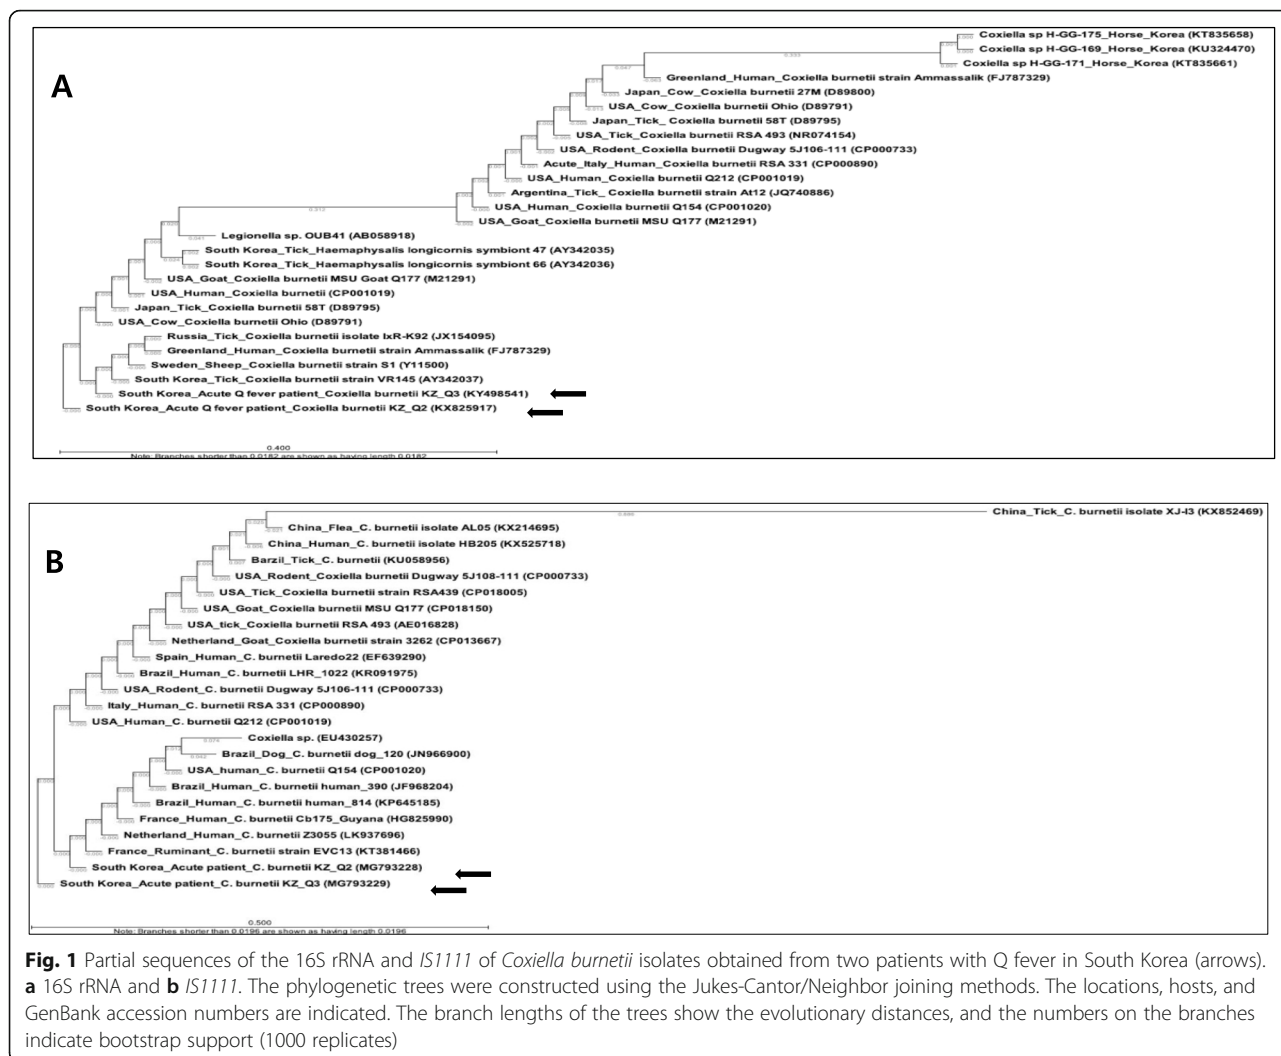 A
Coxiella sp H-GG-175_Horse_Korea (KT835658)
Coxiella sp H-GG-169_Horse_Korea (KU324470)
Coxiella sp H-GG-171_Horse_Korea (KT835661)
Greenland_Human_Coxiella burnetii strain Ammassalik (FJ787329)
Japan_Cow_Coxiella burnetii 27M (D89800)
USA_Cow_Coxiella burnetii Ohio (D89791)
Japan_Tick_ Coxiella burnetii 58T (D89795)
USA_Tick_Coxiella burnetii RSA 493 (NR074154)
USA_Rodent_Coxiella burnetii Dugway 5J106-111 (CP000733)
Acute_Italy_Human_Coxiella burnetii RSA 331 (CP000890)
USA_Human_Coxiella burnetii Q212 (CP001019)
Argentina_Tick_ Coxiella burnetii strain At12 (JQ740886)
USA_Human_Coxiella burnetii Q154 (CP001020)
USA_Goat_Coxiella burnetii MSU Q177 (M21291)
Legionella sp. OUB41 (AB058918)
South Korea_Tick_Haemaphysalis longicornis symbiont 47 (AY342035)
South Korea_Tick_Haemaphysalis longicornis symbiont 66 (AY342036)
USA_Goat_Coxiella burnetii MSU Goat Q177 (M21291)
USA_Human_Coxiella burnetii (CP001019)
Japan_Tick_Coxiella burnetii 58T (D89795)
USA_Cow_Coxiella burnetii Ohio (D89791)
Russia_Tick_Coxiella burnetii isolate IxR-K92 (JX154095)
Greenland_Human_Coxiella burnetii strain Ammassalik (FJ787329)
Sweden_Sheep_Coxiella burnetii strain S1 (Y11500)
South Korea_Tick_Coxiella burnetii strain VR145 (AY342037)
South Korea_Acute Q fever patient_Coxiella burnetii KZ_Q3 (KY498541)
South Korea_Acute Q fever patient_Coxiella burnetii KZ_Q2 (KX825917)
0.400
Note: Branches shorter than 0.0182 are shown as having length 0.0182
B
China_Tick_C. burnetii isolate XJ-I3 (KX852469)
China_Flea_C. burnetii isolate AL05 (KX214695)
China_Human_C. burnetii isolate HB205 (KX525718)
Barzil_Tick_C. burnetii (KU058956)
USA_Rodent_Coxiella burnetii Dugway 5J108-111 (CP000733)
USA_Tick_Coxiella burnetii strain RSA439 (CP018005)
USA_Goat_Coxiella burnetii MSU Q177 (CP018150)
USA_tick_Coxiella burnetii RSA 493 (AE016828)
Netherland_Goat_Coxiella burnetii strain 3262 (CP013667)
Spain_Human_C. burnetii Laredo22 (EF639290)
Brazil_Human_C. burnetii LHR_1022 (KR091975)
USA_Rodent_C. burnetii Dugway 5J106-111 (CP000733)
Italy_Human_C. burnetii RSA 331 (CP000890)
USA_Human_C. burnetii Q212 (CP001019)
Coxiella sp. (EU430257)
Brazil_Dog_C. burnetii dog_120 (JN966900)
USA_human_C. burnetii Q154 (CP001020)
Brazil_Human_C. burnetii human_390 (JF968204)
Brazil_Human_C. burnetii human_814 (KP645185)
France_Human_C. burnetii Cb175_Guyana (HG825990)
Netherland_Human_C. burnetii Z3055 (LK937696)
France_Ruminant_C. burnetii strain EVC13 (KT381466)
South Korea_Acute patient_C. burnetii KZ_Q2 (MG793228)
South Korea_Acute patient_C. burnetii KZ_Q3 (MG793229)
0.500
Note: Branches shorter than 0.0196 are shown as having length 0.0196
Fig. 1 Partial sequences of the 16S rRNA and IS1111 of Coxiella burnetii isolates obtained from two patients with Q fever in South Korea (arrows).
a 16S rRNA and b IS1111. The phylogenetic trees were constructed using the Jukes-Cantor/Neighbor joining methods. The locations, hosts, and
GenBank accession numbers are indicated. The branch lengths of the trees show the evolutionary distances, and the numbers on the branches
indicate bootstrap support (1000 replicates)